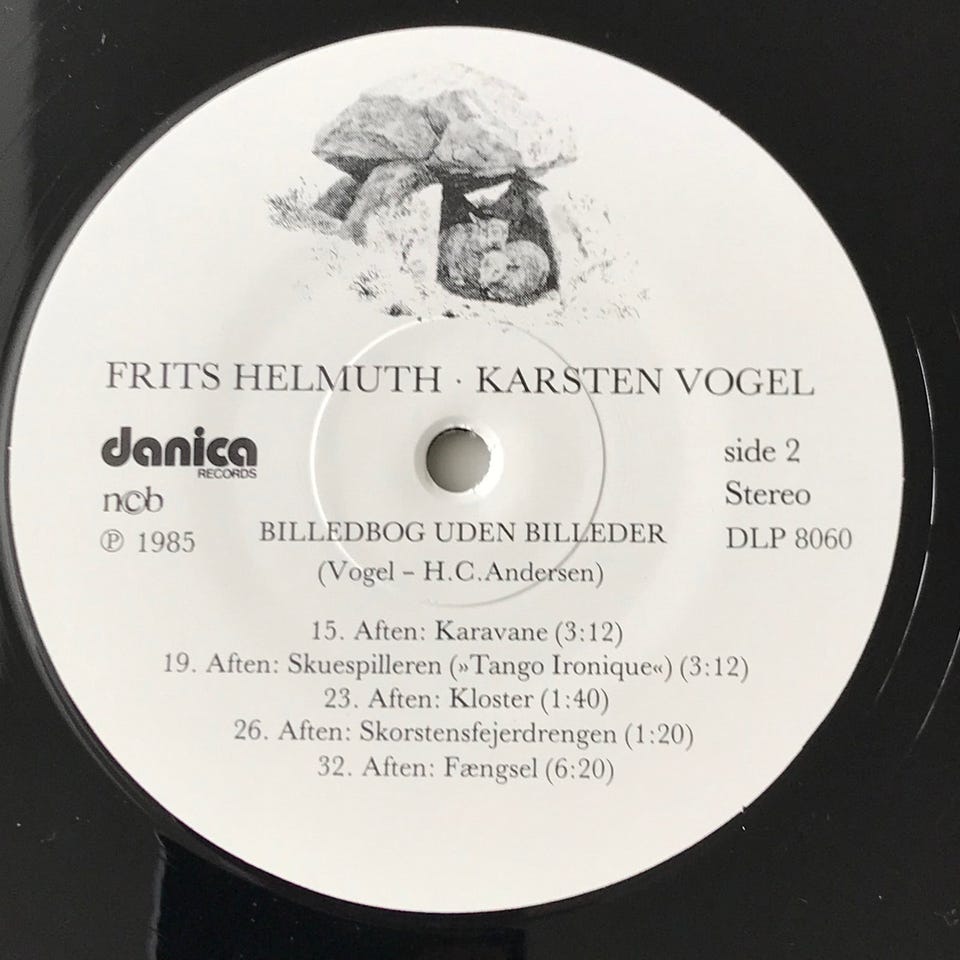 FRITS HELMUTH · KARSTEN VOGEL
danica
RECORDS
ncb
℗ 1985
side 2
Stereo
DLP 8060
BILLEDBOG UDEN BILLEDER
(Vogel – H.C.Andersen)
15. Aften: Karavane (3:12)
19. Aften: Skuespilleren (»Tango Ironique«) (3:12)
23. Aften: Kloster (1:40)
26. Aften: Skorstensfejerdrengen (1:20)
32. Aften: Fængsel (6:20)